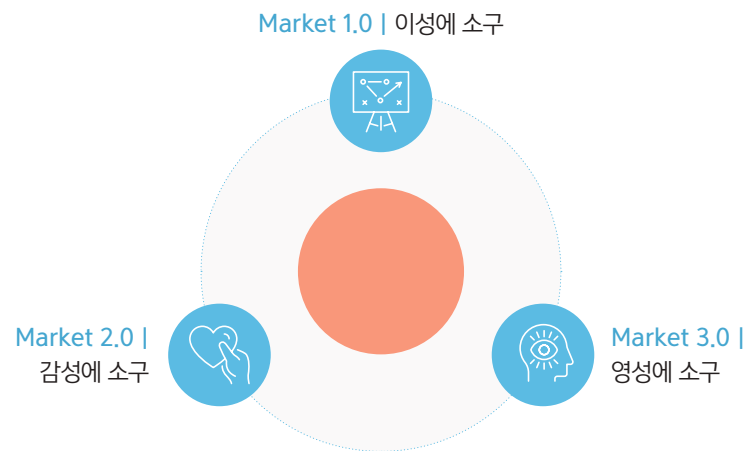 Market 1.0 | 이성에 소구
Market 2.0 |
감성에 소구
Market 3.0 |
영성에 소구